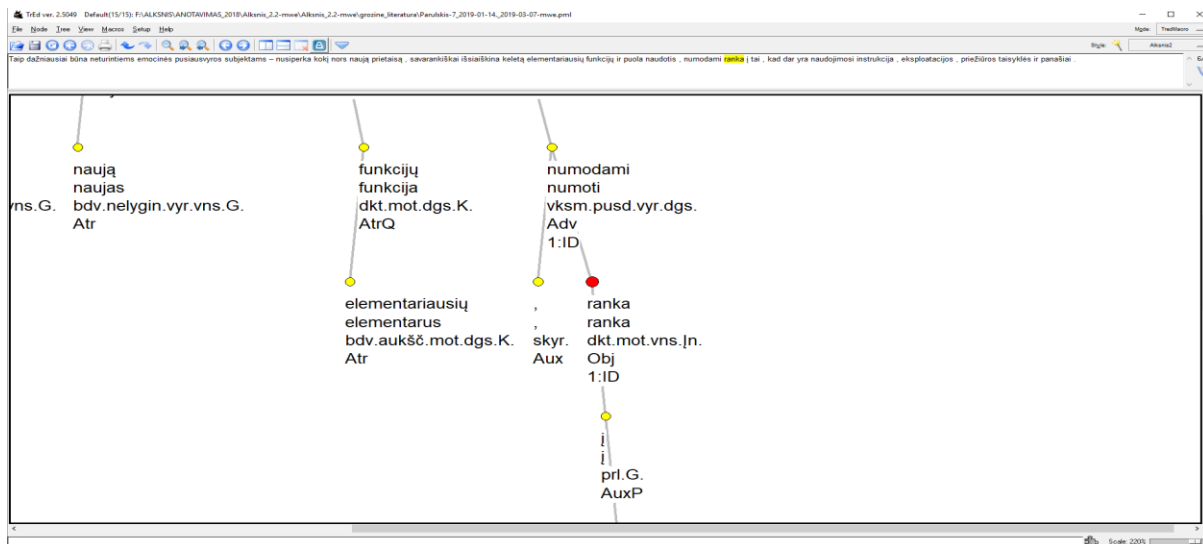 TrEd ver. 2.5049 Default(15/15): F:\ALKSNIS\ANOTAVIMAS_2018\Alksnis_2.2-mwe\Alksnis_2.2-mwe\grozine_literatura\Parulskis-7_2019-01-14._2019-03-07-mwe.pml
File Node Tree View Macros Setup Help
Mode: TredMacro
Style: Alksnis2
Taip dažniausiai būna neturintiems emocinės pusiausvyros subjektams – nusiperka kokį nors naują prietaisą , savarankiškai išsiaiškina keletą elementariausių funkcijų ir puola naudotis , numodami ranka į tai , kad dar yra naudojimosi instrukcija , eksploatacijos , priežiūros taisyklės ir panašiai .
naują funkcijų numodami
naujas funkcija numoti
vns.G. bdv.nelygin.vyr.vns.G. dkt.mot.dgs.K. vksm.pusd.vyr.dgs.
Atr AtrQ Adv
1:ID
elementariausių , ranka
elementarus , ranka
bdv.aukšč.mot.dgs.K. skyr. dkt.mot.vns.Įn.
Atr Aux Obj
1:ID
į
į
prl.G.
AuxP
Scale: 220%